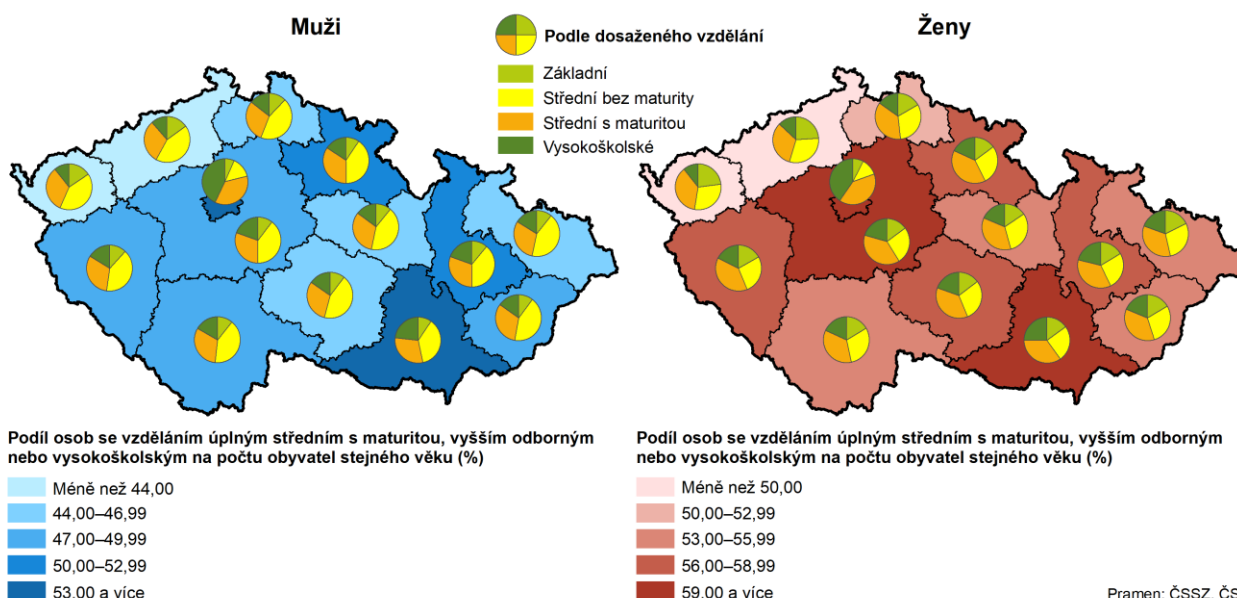 Muži
Podle dosaženého vzdělání
Základní
Střední bez maturity
Střední s maturitou
Vysokoškolské
Ženy
Podíl osob se vzděláním úplným středním s maturitou, vyšším odborným
nebo vysokoškolským na počtu obyvatel stejného věku (%)
Méně než 44,00
44,00–46,99
47,00–49,99
50,00–52,99
53,00 a více
Podíl osob se vzděláním úplným středním s maturitou, vyšším odborným
nebo vysokoškolským na počtu obyvatel stejného věku (%)
Méně než 50,00
50,00–52,99
53,00–55,99
56,00–58,99
59,00 a více
Pramen: ČSSZ, ČS